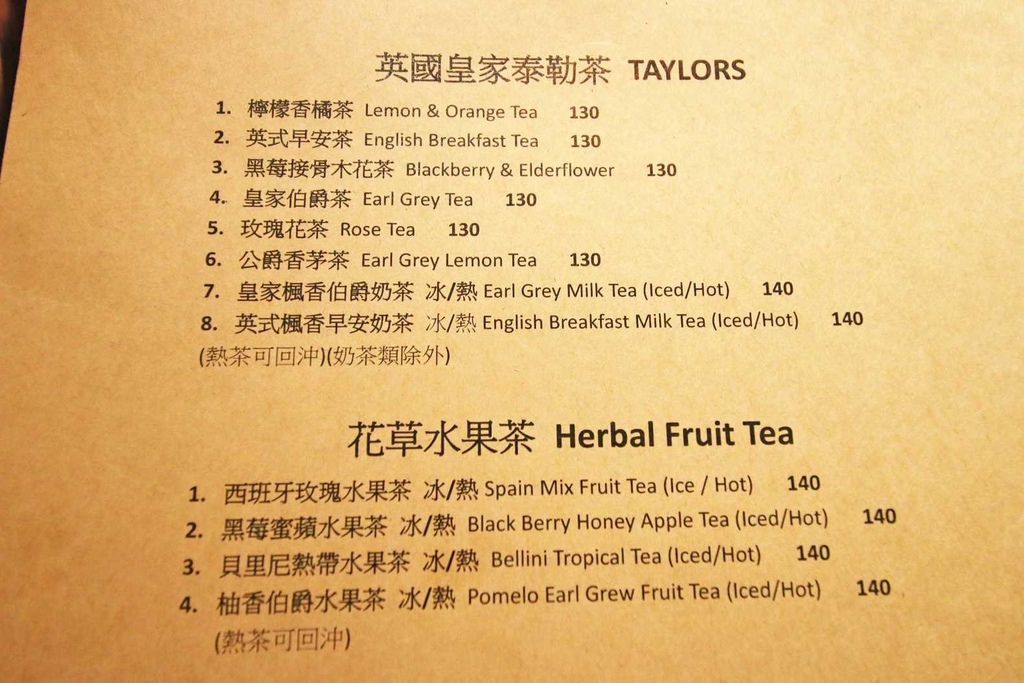 英國皇家泰勒茶 TAYLORS
1. 檸檬香橘茶 Lemon & Orange Tea 130
2. 英式早安茶 English Breakfast Tea 130
3. 黑莓接骨木花茶 Blackberry & Elderflower 130
4. 皇家伯爵茶 Earl Grey Tea 130
5. 玫瑰花茶 Rose Tea 130
6. 公爵香茅茶 Earl Grey Lemon Tea 130
7. 皇家楓香伯爵奶茶 冰/熱 Earl Grey Milk Tea (Iced/Hot) 140
8. 英式楓香早安奶茶 冰/熱 English Breakfast Milk Tea (Iced/Hot) 140
(熱茶可回沖)(奶茶類除外)
花草水果茶 Herbal Fruit Tea
1. 西班牙玫瑰水果茶 冰/熱 Spain Mix Fruit Tea (Ice / Hot) 140
2. 黑莓蜜蘋水果茶 冰/熱 Black Berry Honey Apple Tea (Iced/Hot) 140
3. 貝里尼熱帶水果茶 冰/熱 Bellini Tropical Tea (Iced/Hot) 140
4. 柚香伯爵水果茶 冰/熱 Pomelo Earl Grew Fruit Tea (Iced/Hot) 140
(熱茶可回沖)